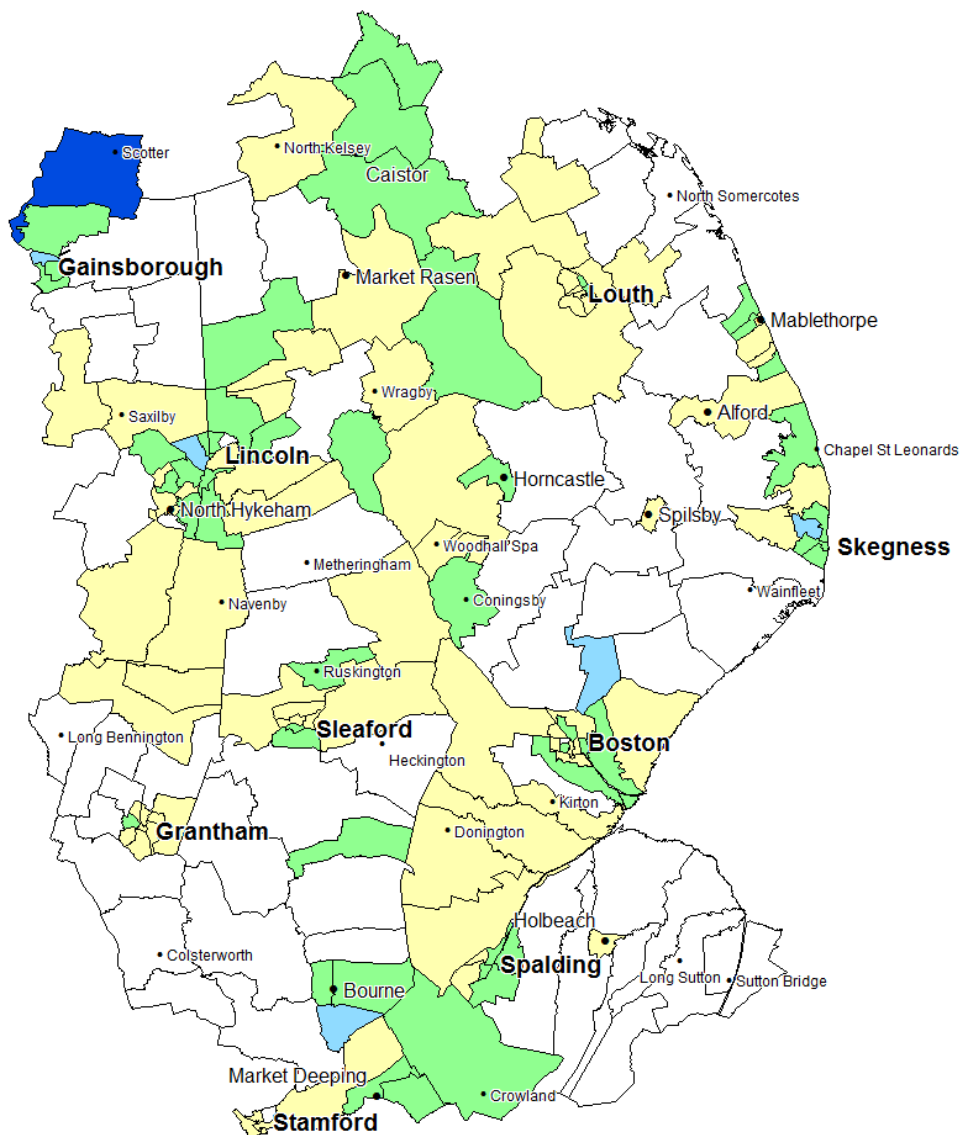 North Kelsey
Scotter
Caistor
North Somercotes
Gainsborough
Market Rasen
Louth
Mablethorpe
Wragby
Saxilby
Alford
Chapel St Leonards
Lincoln
Horncastle
North Hykeham
Spilsby
Woodhall Spa
Skegness
Metheringham
Wainfleet
Coningsby
Navenby
Ruskington
Sleaford
Long Bennington
Boston
Heckington
Kirton
Grantham
Donington
Holbeach
Colsterworth
Spalding
Long Sutton
Sutton Bridge
Bourne
Market Deeping
Crowland
Stamford